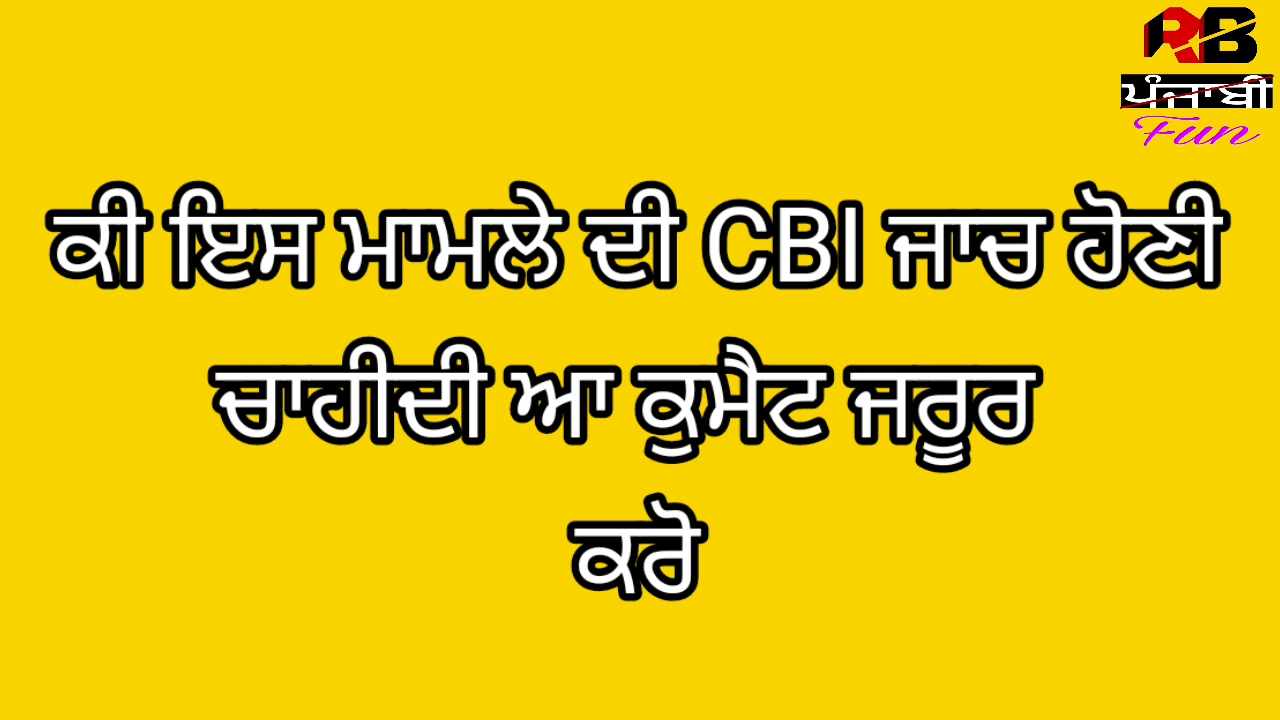 RB
ਪੰਜਾਬੀ
Fun
ਕੀ ਇਸ ਮਾਮਲੇ ਦੀ CBI ਜਾਚ ਹੋਣੀ
ਚਾਹੀਦੀ ਆ ਕੁਮੈਟ ਜਰੂਰ
ਕਰੋ